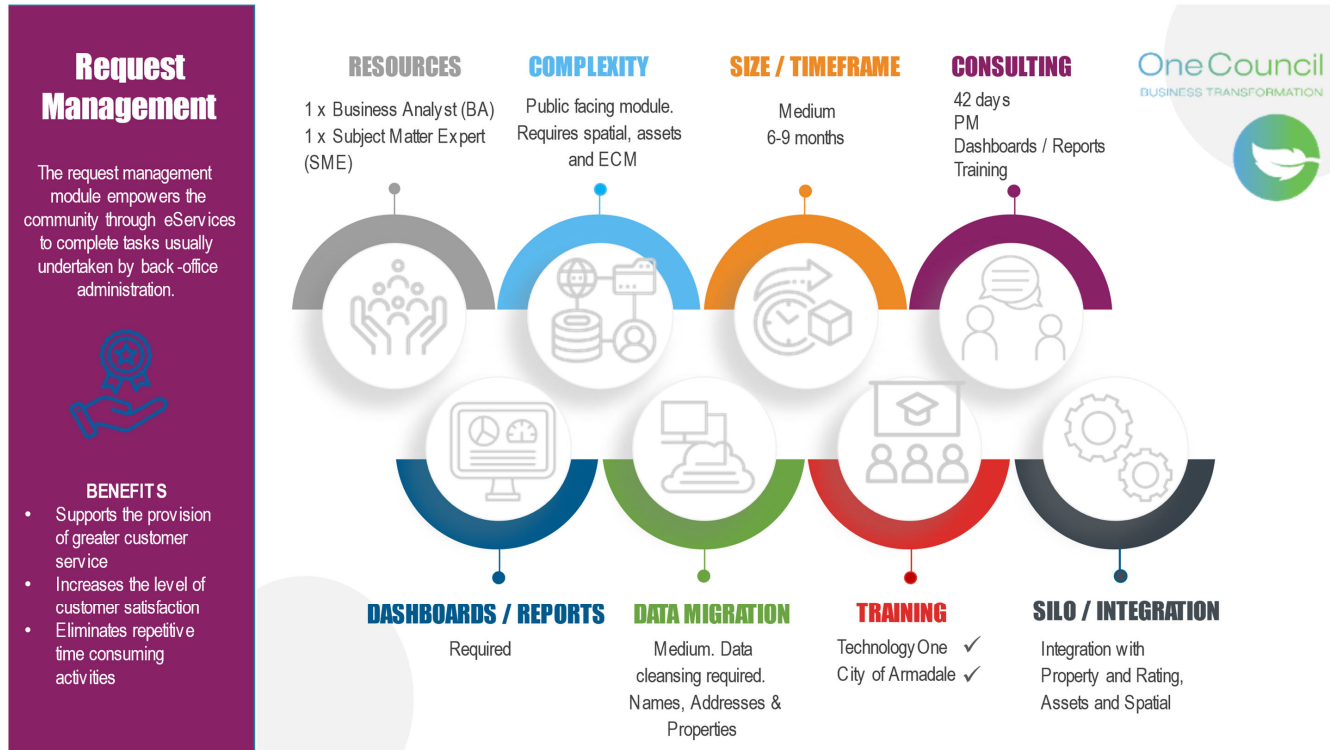 Request
Management
The request management
module empowers the
community through eServices
to complete tasks usually
undertaken by back-office
administration.
BENEFITS
• Supports the provision
of greater customer
service
• Increases the level of
customer satisfaction
• Eliminates repetitive
time consuming
activities
RESOURCES
1 x Business Analyst (BA)
1 x Subject Matter Expert
(SME)
COMPLEXITY
Public facing module.
Requires spatial, assets
and ECM
SIZE / TIMEFRAME
Medium
6-9 months
CONSULTING
42 days
PM
Dashboards / Reports
Training
OneCouncil
BUSINESS TRANSFORMATION
DASHBOARDS / REPORTS
Required
DATA MIGRATION
Medium. Data
cleansing required.
Names, Addresses &
Properties
TRAINING
Technology One ✓
City of Armadale ✓
SILO / INTEGRATION
Integration with
Property and Rating,
Assets and Spatial